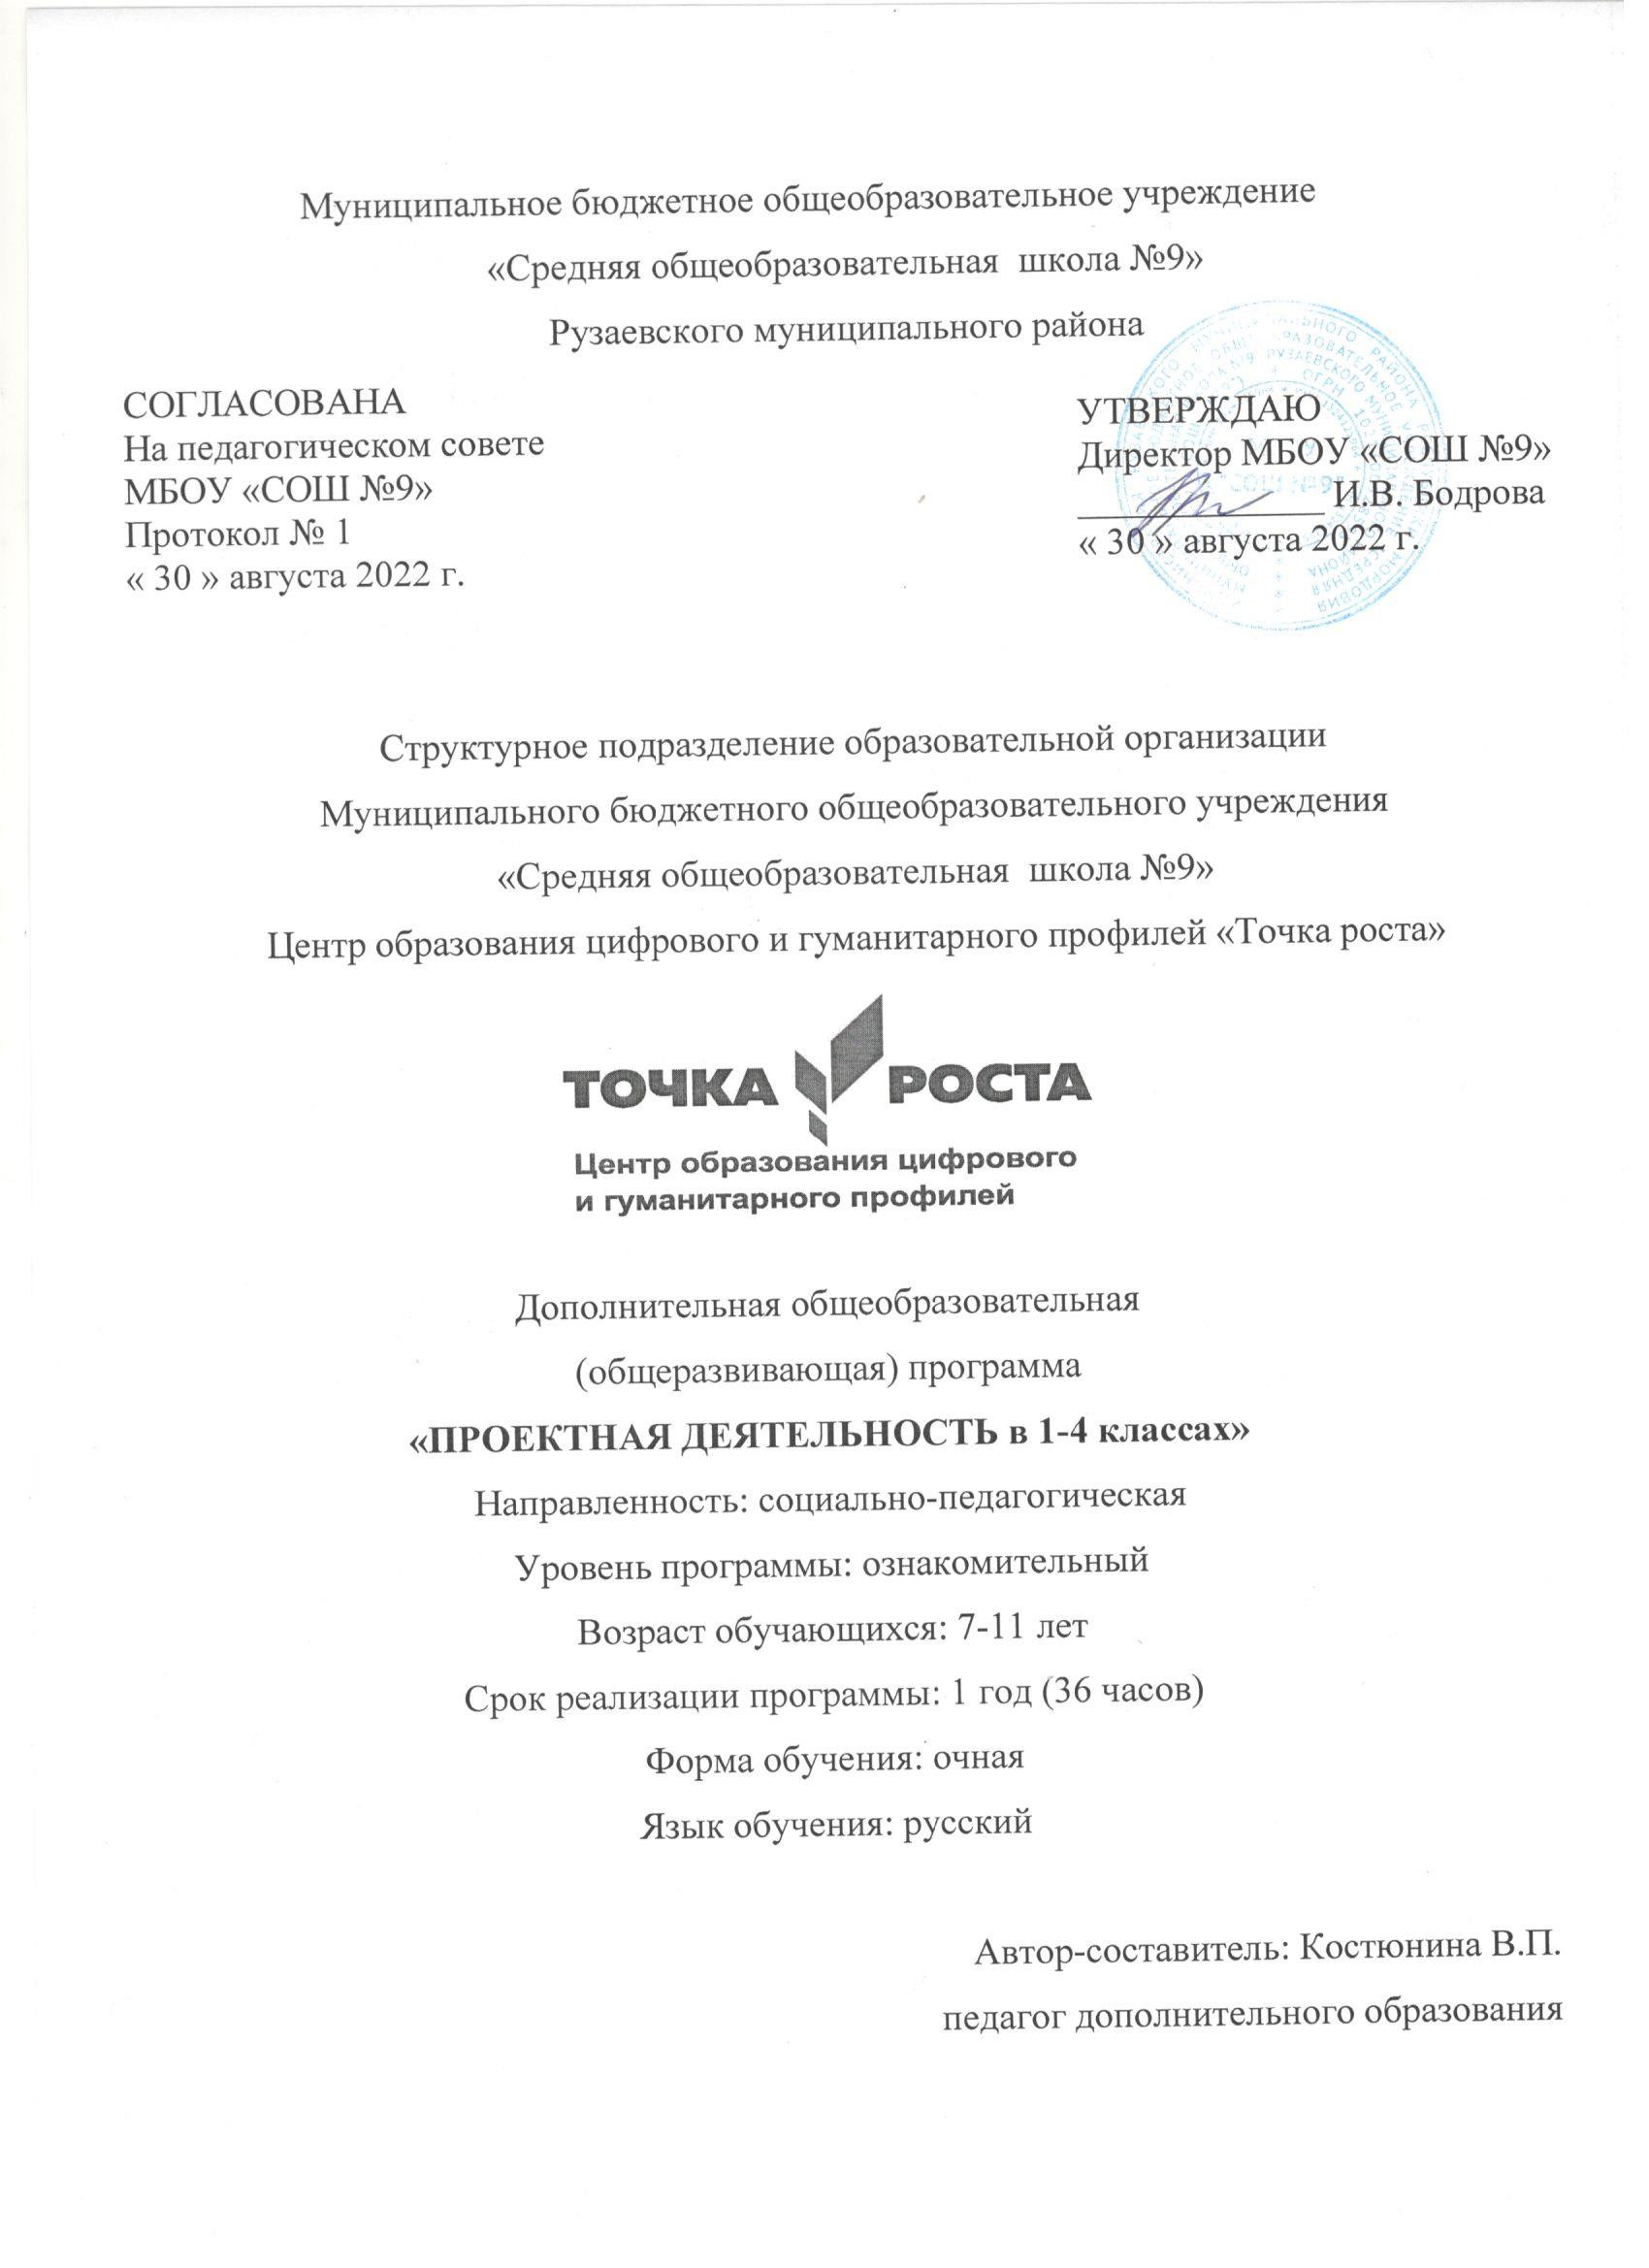 Муниципальное бюджетное общеобразовательное учреждение
«Средняя общеобразовательная школа №9»
Рузаевского муниципального района
СОГЛАСОВАНА
На педагогическом совете
МБОУ «СОШ №9»
Протокол № 1
« 30 » августа 2022 г.
УТВЕРЖДАЮ
Директор МБОУ «СОШ №9»
И.В. Бодрова
« 30 » августа 2022 г.
Структурное подразделение образовательной организации
Муниципального бюджетного общеобразовательного учреждения
«Средняя общеобразовательная школа №9»
Центр образования цифрового и гуманитарного профилей «Точка роста»
ТОЧКА РОСТА
Центр образования цифрового
и гуманитарного профилей
Дополнительная общеобразовательная
(общеразвивающая) программа
«ПРОЕКТНАЯ ДЕЯТЕЛЬНОСТЬ в 1-4 классах»
Направленность: социально-педагогическая
Уровень программы: ознакомительный
Возраст обучающихся: 7-11 лет
Срок реализации программы: 1 год (36 часов)
Форма обучения: очная
Язык обучения: русский
Автор-составитель: Костюнина В.П.
педагог дополнительного образования